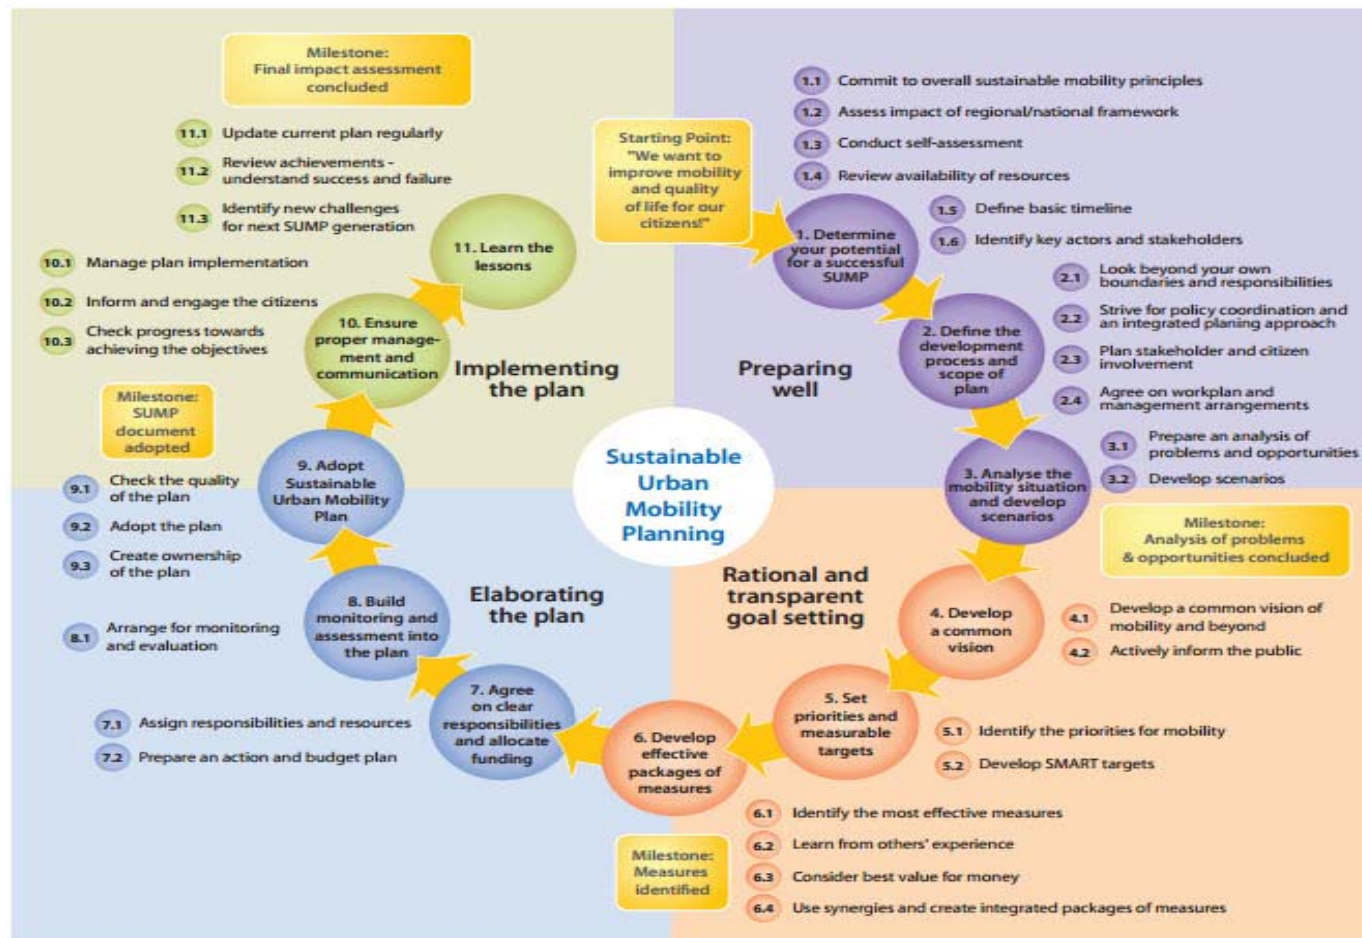 Milestone:
Final impact assessment
concluded
11.1 Update current plan regularly
11.2 Review achievements -
understand success and failure
11.3 Identify new challenges
for next SUMP generation
11. Learn the
lessons
10.1 Manage plan implementation
10.2 Inform and engage the citizens
10.3 Check progress towards
achieving the objectives
10. Ensure
proper manage-
ment and
communication
Implementing
the plan
Starting Point:
"We want to
improve mobility
and quality
of life for our
citizens!"
1.1 Commit to overall sustainable mobility principles
1.2 Assess impact of regional/national framework
1.3 Conduct self-assessment
1.4 Review availability of resources
1.5 Define basic timeline
1.6 Identify key actors and stakeholders
1. Determine
your potential
for a successful
SUMP
2.1 Look beyond your own
boundaries and responsibilities
2.2 Strive for policy coordination and
an integrated planing approach
2.3 Plan stakeholder and citizen
involvement
2.4 Agree on workplan and
management arrangements
2. Define the
development
process and
scope of
plan
Preparing
well
3.1 Prepare an analysis of
problems and opportunities
3.2 Develop scenarios
3. Analyse the
mobility situation
and develop
scenarios
Milestone:
Analysis of problems
& opportunities concluded
Sustainable
Urban
Mobility
Planning
Milestone:
SUMP
document
adopted
9. Adopt
Sustainable
Urban Mobility
Plan
9.1 Check the quality
of the plan
9.2 Adopt the plan
9.3 Create ownership
of the plan
8. Build
monitoring and
assessment into
the plan
8.1 Arrange for monitoring
and evaluation
Elaborating
the plan
7. Agree
on clear
responsibilities
and allocate
funding
7.1 Assign responsibilities and resources
7.2 Prepare an action and budget plan
Rational and
transparent
goal setting
4. Develop
a common
vision
4.1 Develop a common vision of
mobility and beyond
4.2 Actively inform the public
5. Set
priorities and
measurable
targets
5.1 Identify the priorities for mobility
5.2 Develop SMART targets
6. Develop
effective
packages of
measures
6.1 Identify the most effective measures
6.2 Learn from others' experience
6.3 Consider best value for money
6.4 Use synergies and create integrated packages of measures
Milestone:
Measures
identified